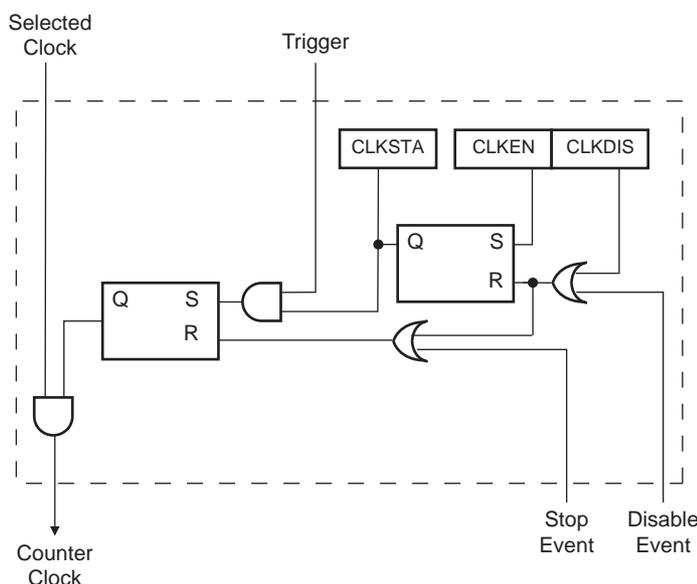 Selected
Clock
Trigger
CLKSTA
CLKEN
CLKDIS
Q
S
R
Q
S
R
Stop
Event
Disable
Event
Counter
Clock